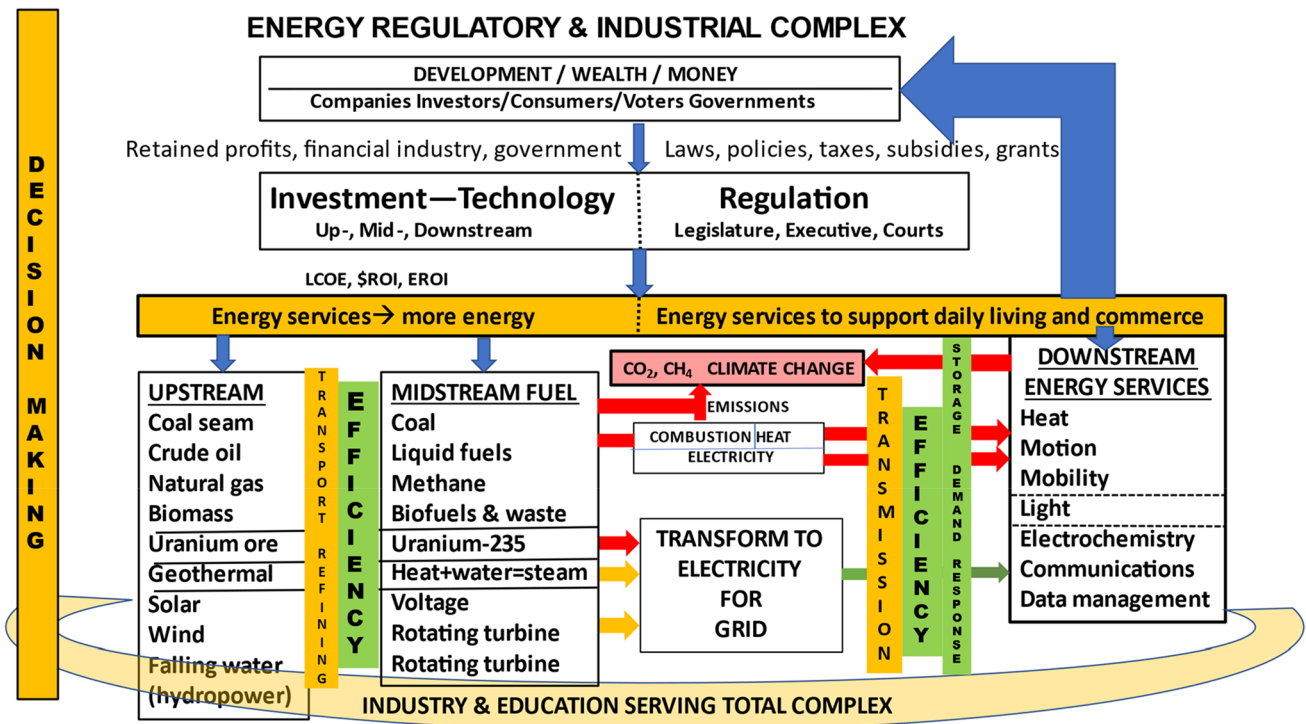 ENERGY REGULATORY & INDUSTRIAL COMPLEX
DEVELOPMENT / WEALTH / MONEY
Companies Investors/Consumers/Voters Governments
Retained profits, financial industry, government
Laws, policies, taxes, subsidies, grants
Investment—Technology
Up-, Mid-, Downstream
Regulation
Legislature, Executive, Courts
LCOE, $ROI, EROI
Energy services→ more energy
Energy services to support daily living and commerce
DECISION MAKING
UPSTREAM
Coal seam
Crude oil
Natural gas
Biomass
Uranium ore
Geothermal
Solar
Wind
Falling water
(hydropower)
TRANSPORT REFINING
EFFICIENCY
MIDSTREAM FUEL
Coal
Liquid fuels
Methane
Biofuels & waste
Uranium-235
Heat+water=steam
Voltage
Rotating turbine
Rotating turbine
CO₂, CH₄ CLIMATE CHANGE
EMISSIONS
COMBUSTION HEAT
ELECTRICITY
TRANSFORM TO
ELECTRICITY
FOR
GRID
TRANSMISSION
EFFICIENCY
STORAGE DEMAND RESPONSE
DOWNSTREAM
ENERGY SERVICES
Heat
Motion
Mobility
Light
Electrochemistry
Communications
Data management
INDUSTRY & EDUCATION SERVING TOTAL COMPLEX